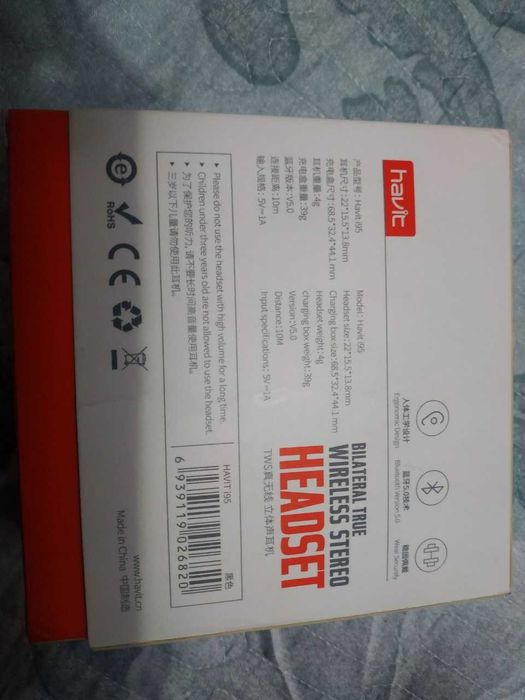 havit
产品型号: Havit i95
耳机尺寸: 22*15.5*13.8mm
充电盒尺寸: 68.5*32.4*44.1 mm
耳机重量: 4g
充电盒重量: 39g
蓝牙版本: V5.0
连接距离: 10m
输入规格: 5V⎓1A
Model: Havit i95
Headset size: 22*15.5*13.8mm
Charging box size: 68.5*32.4*44.1 mm
Headset weight: 4g
charging box weight: 39g
Version: V5.0
Distance: 10M
Input specifications: 5V⎓1A
人体工学设计
Ergonomic Design
蓝牙5.0技术
Bluetooth Version 5.0
稳固佩戴
Wear Securely
BILATERAL TRUE
WIRELESS STEREO
HEADSET
TWS真无线 立体声耳机
• Please do not use the headset with high volume for a long time.
• Children under three years old are not allowed to use the headset.
• 为了保护您的听力, 请不要长时间高音量使用耳机。
• 三岁以下儿童请勿使用此耳机。
e
RoHS
CE
HAVIT i95
黑色
6 939119 026820
www.havit.cn
Made in China 中国制造